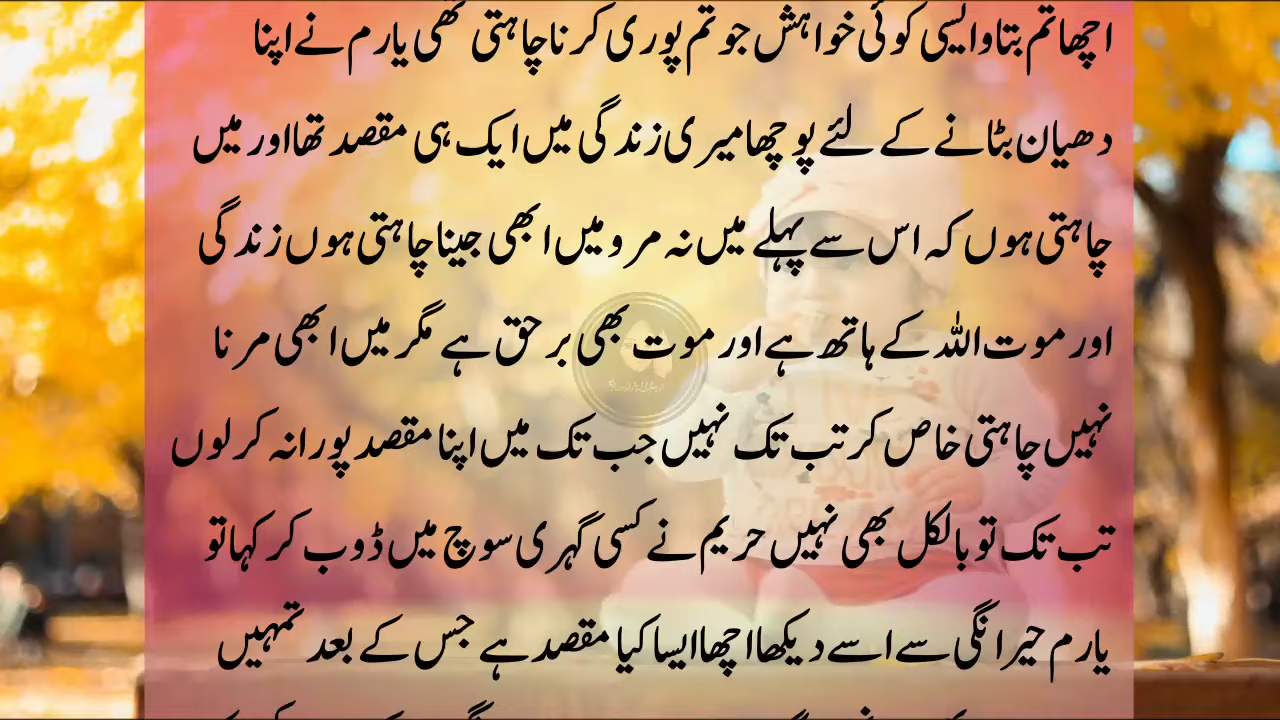 اچھا تم بتاو ایسی کوئی خواہش جو تم پوری کرنا چاہتی تھی یارم نے اپنا
دھیان بٹانے کے لئے پوچھا میری زندگی میں ایک ہی مقصد تھا اور میں
چاہتی ہوں کہ اس سے پہلے میں نہ مرو میں ابھی جینا چاہتی ہوں زندگی
اور موت اللہ کے ہاتھ ہے اور موت بھی بر حق ہے مگر میں ابھی مرنا
نہیں چاہتی خاص کر تب تک نہیں جب تک میں اپنا مقصد پورا نہ کر لوں
تب تک تو بالکل بھی نہیں حریم نے کسی گہری سوچ میں ڈوب کر کہا تو
یارم حیرانگی سے اسے دیکھا اچھا ایسا کیا مقصد ہے جس کے بعد تمہیں